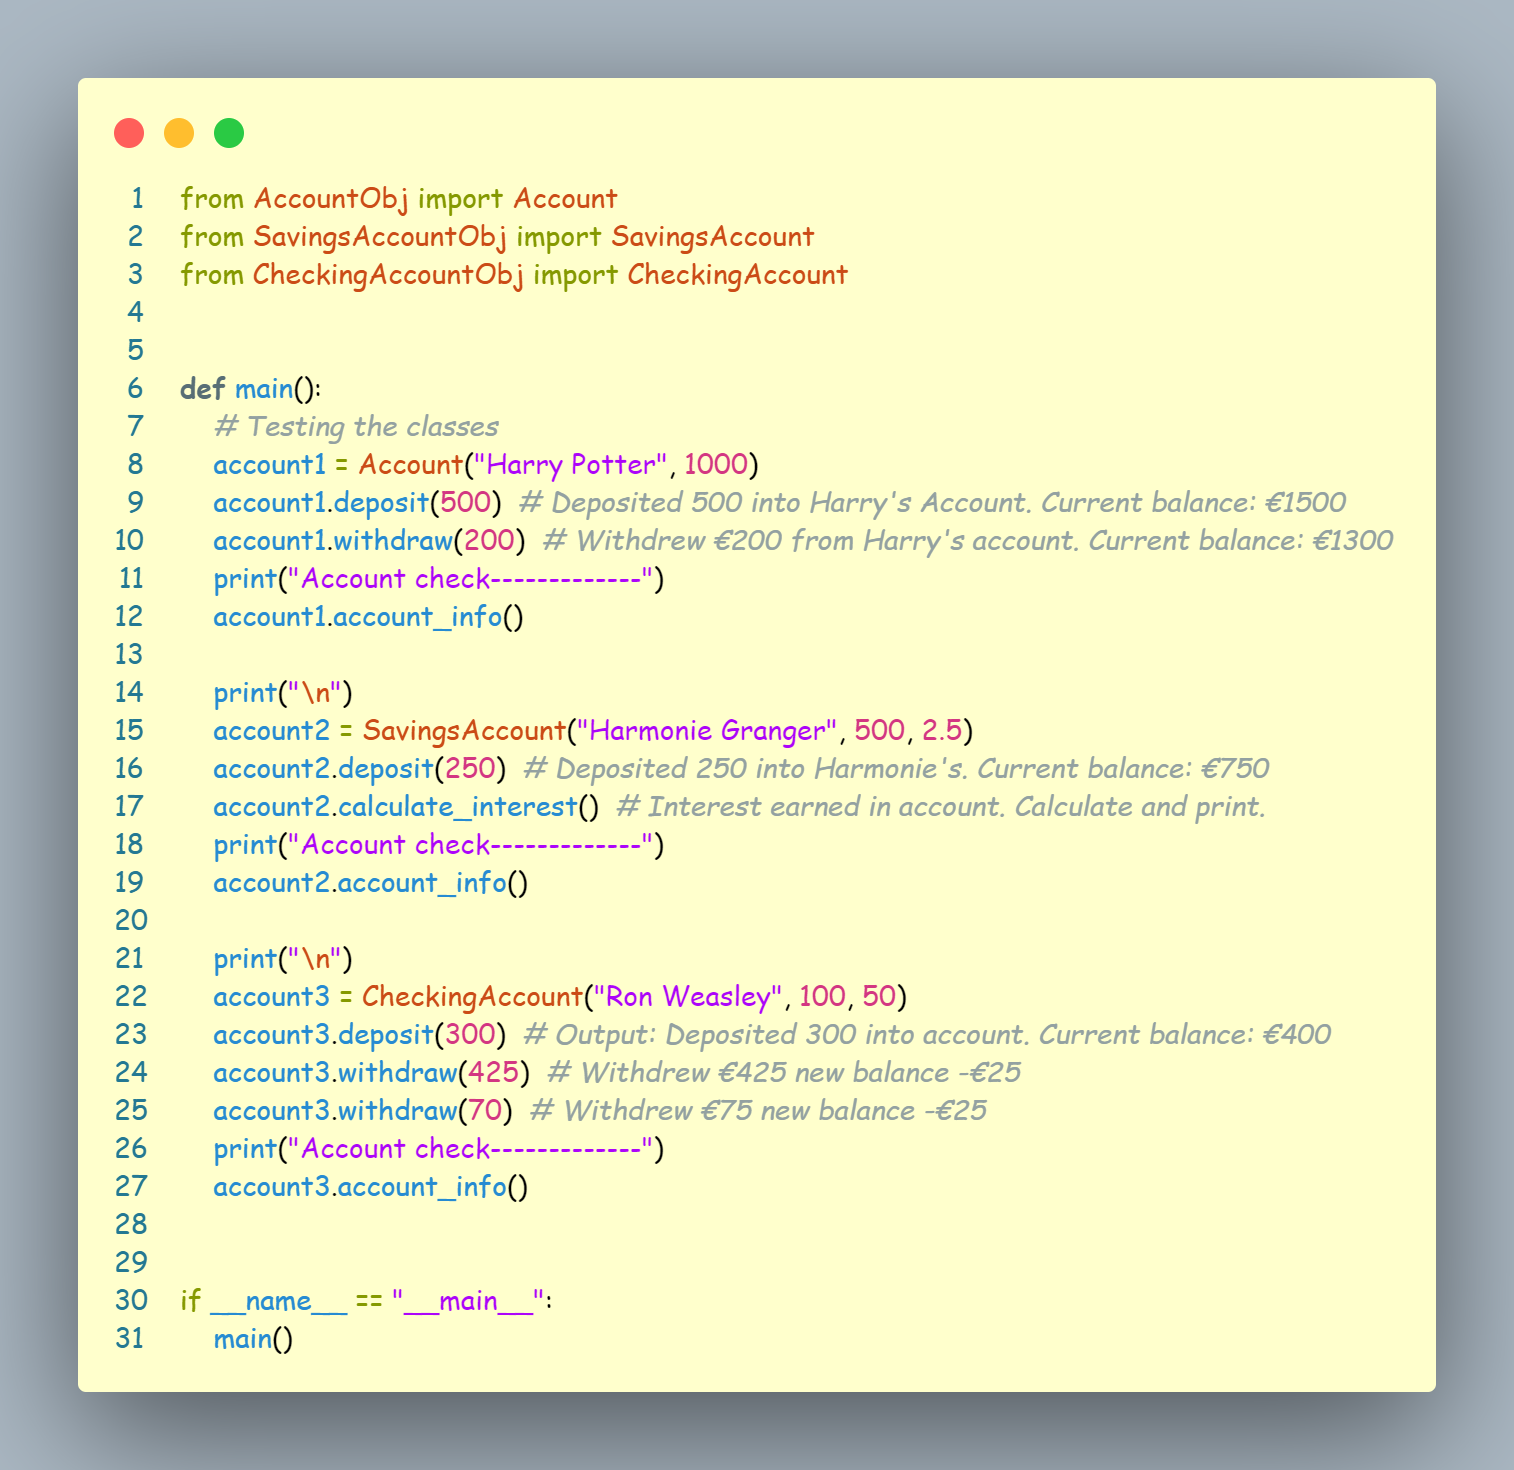 1 from AccountObj import Account
2 from SavingsAccountObj import SavingsAccount
3 from CheckingAccountObj import CheckingAccount
4
5
6 def main():
7     # Testing the classes
8     account1 = Account("Harry Potter", 1000)
9     account1.deposit(500)  # Deposited 500 into Harry's Account. Current balance: €1500
10     account1.withdraw(200)  # Withdrew €200 from Harry's account. Current balance: €1300
11     print("Account check-------------")
12     account1.account_info()
13
14     print("\n")
15     account2 = SavingsAccount("Harmonie Granger", 500, 2.5)
16     account2.deposit(250)  # Deposited 250 into Harmonie's. Current balance: €750
17     account2.calculate_interest()  # Interest earned in account. Calculate and print.
18     print("Account check-------------")
19     account2.account_info()
20
21     print("\n")
22     account3 = CheckingAccount("Ron Weasley", 100, 50)
23     account3.deposit(300)  # Output: Deposited 300 into account. Current balance: €400
24     account3.withdraw(425)  # Withdrew €425 new balance -€25
25     account3.withdraw(70)  # Withdrew €75 new balance -€25
26     print("Account check-------------")
27     account3.account_info()
28
29
30 if __name__ == "__main__":
31     main()